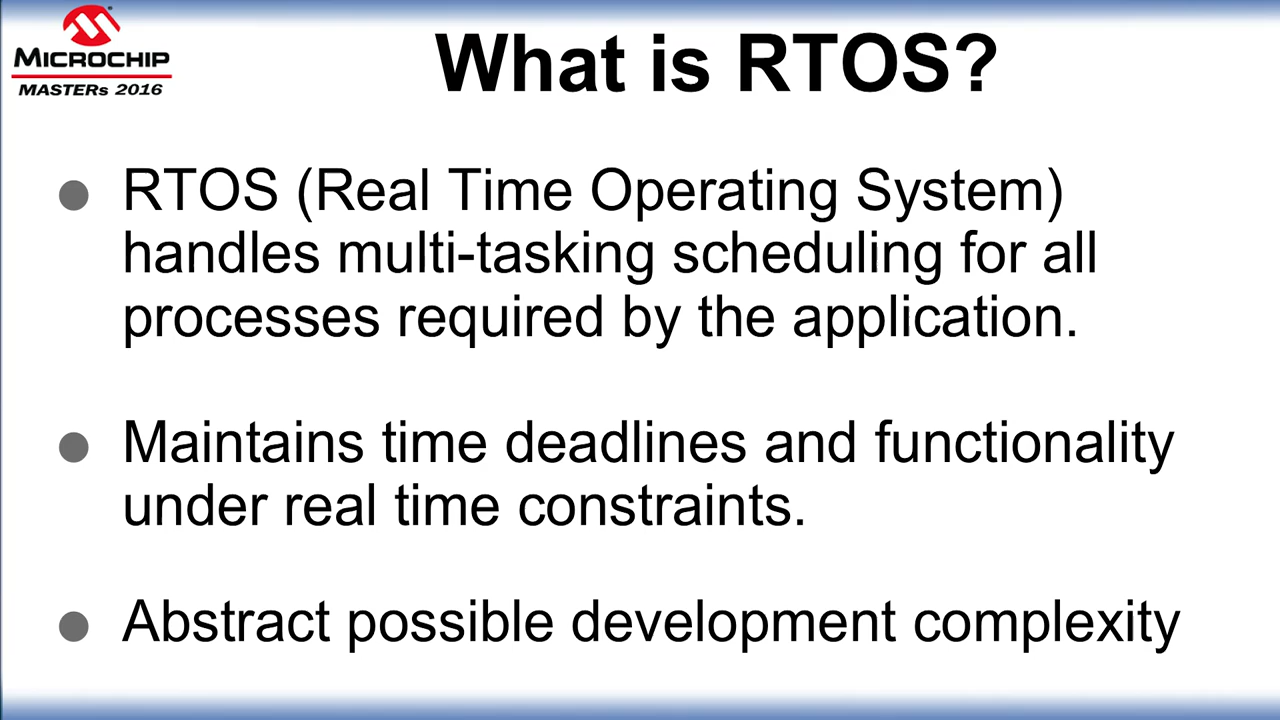 MICROCHIP
MASTERs 2016
What is RTOS?
RTOS (Real Time Operating System)
handles multi-tasking scheduling for all
processes required by the application.
Maintains time deadlines and functionality
under real time constraints.
Abstract possible development complexity